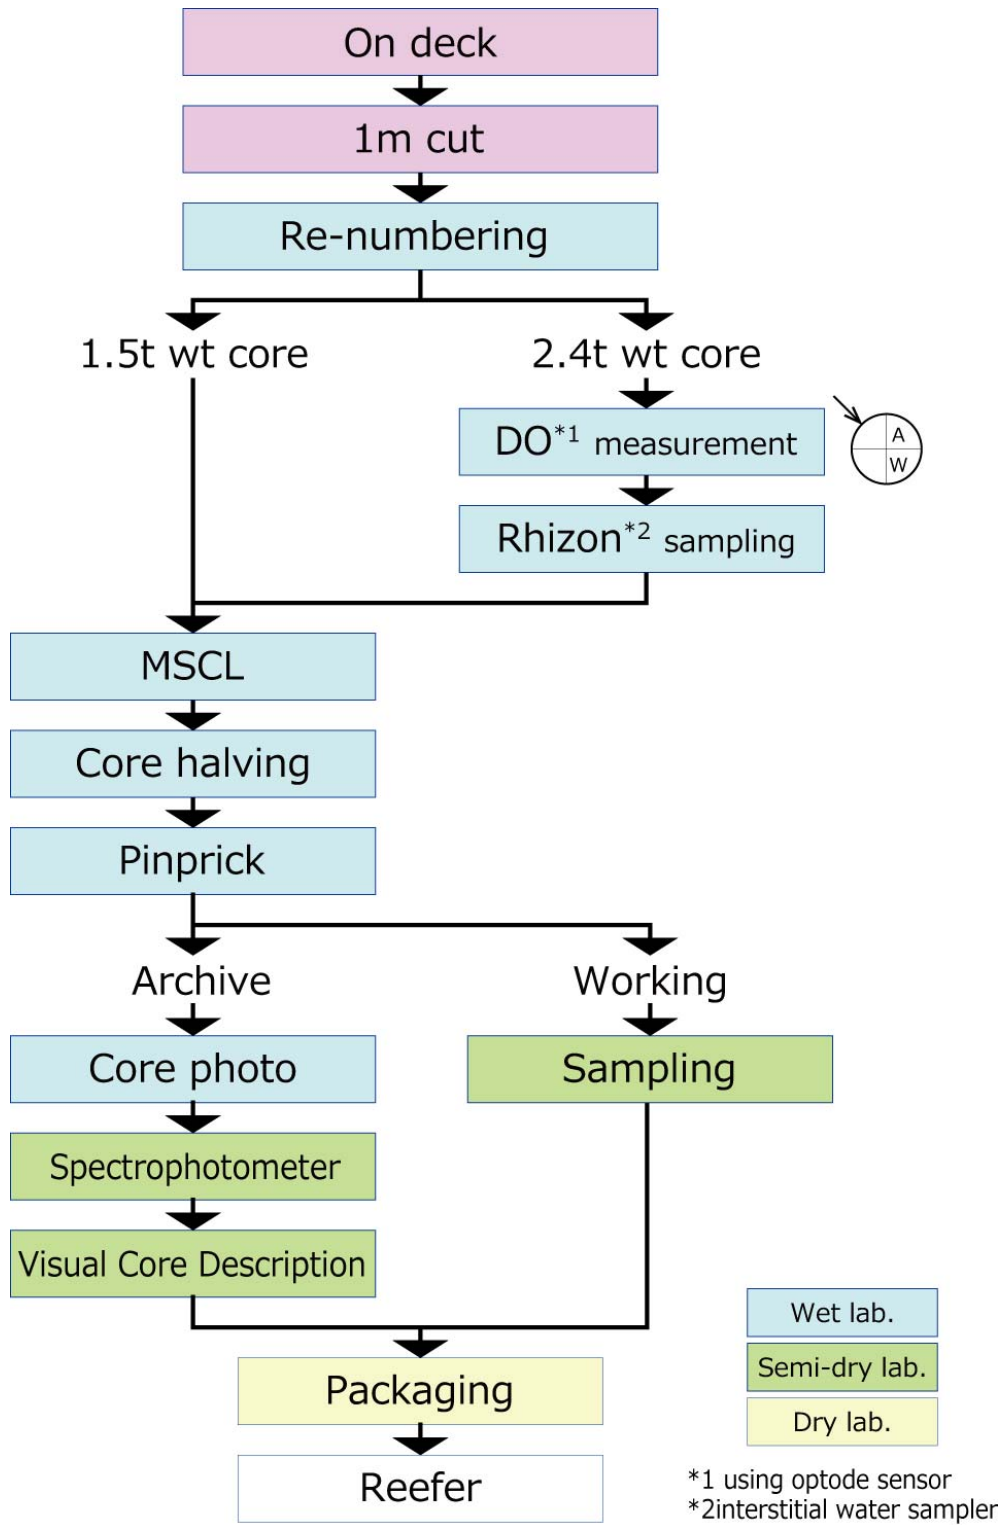 On deck
1m cut
Re-numbering
1.5t wt core
2.4t wt core
DO*1 measurement
A
W
Rhizon*2 sampling
MSCL
Core halving
Pinprick
Archive
Working
Core photo
Sampling
Spectrophotometer
Visual Core Description
Packaging
Reefer
Wet lab.
Semi-dry lab.
Dry lab.
*1 using optode sensor
*2interstitial water sampler